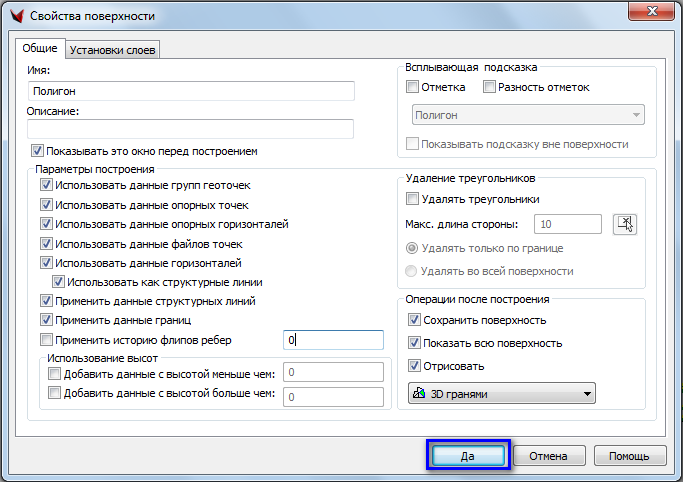 Свойства поверхности
Общие
Установки слоев
Имя:
Полигон
Описание:
Показывать это окно перед построением
Параметры построения
Использовать данные групп геоточек
Использовать данные опорных точек
Использовать данные опорных горизонталей
Использовать данные файлов точек
Использовать данные горизонталей
Использовать как структурные линии
Применить данные структурных линий
Применить данные границ
Применить историю флипов ребер
0
Использование высот
Добавить данные с высотой меньше чем:
0
Добавить данные с высотой больше чем:
0
Всплывающая подсказка
Отметка
Разность отметок
Полигон
Показывать подсказку вне поверхности
Удаление треугольников
Удалять треугольники
Макс. длина стороны:
10
Удалять только по границе
Удалять во всей поверхности
Операции после построения
Сохранить поверхность
Показать всю поверхность
Отрисовать
3D гранями
Да
Отмена
Помощь